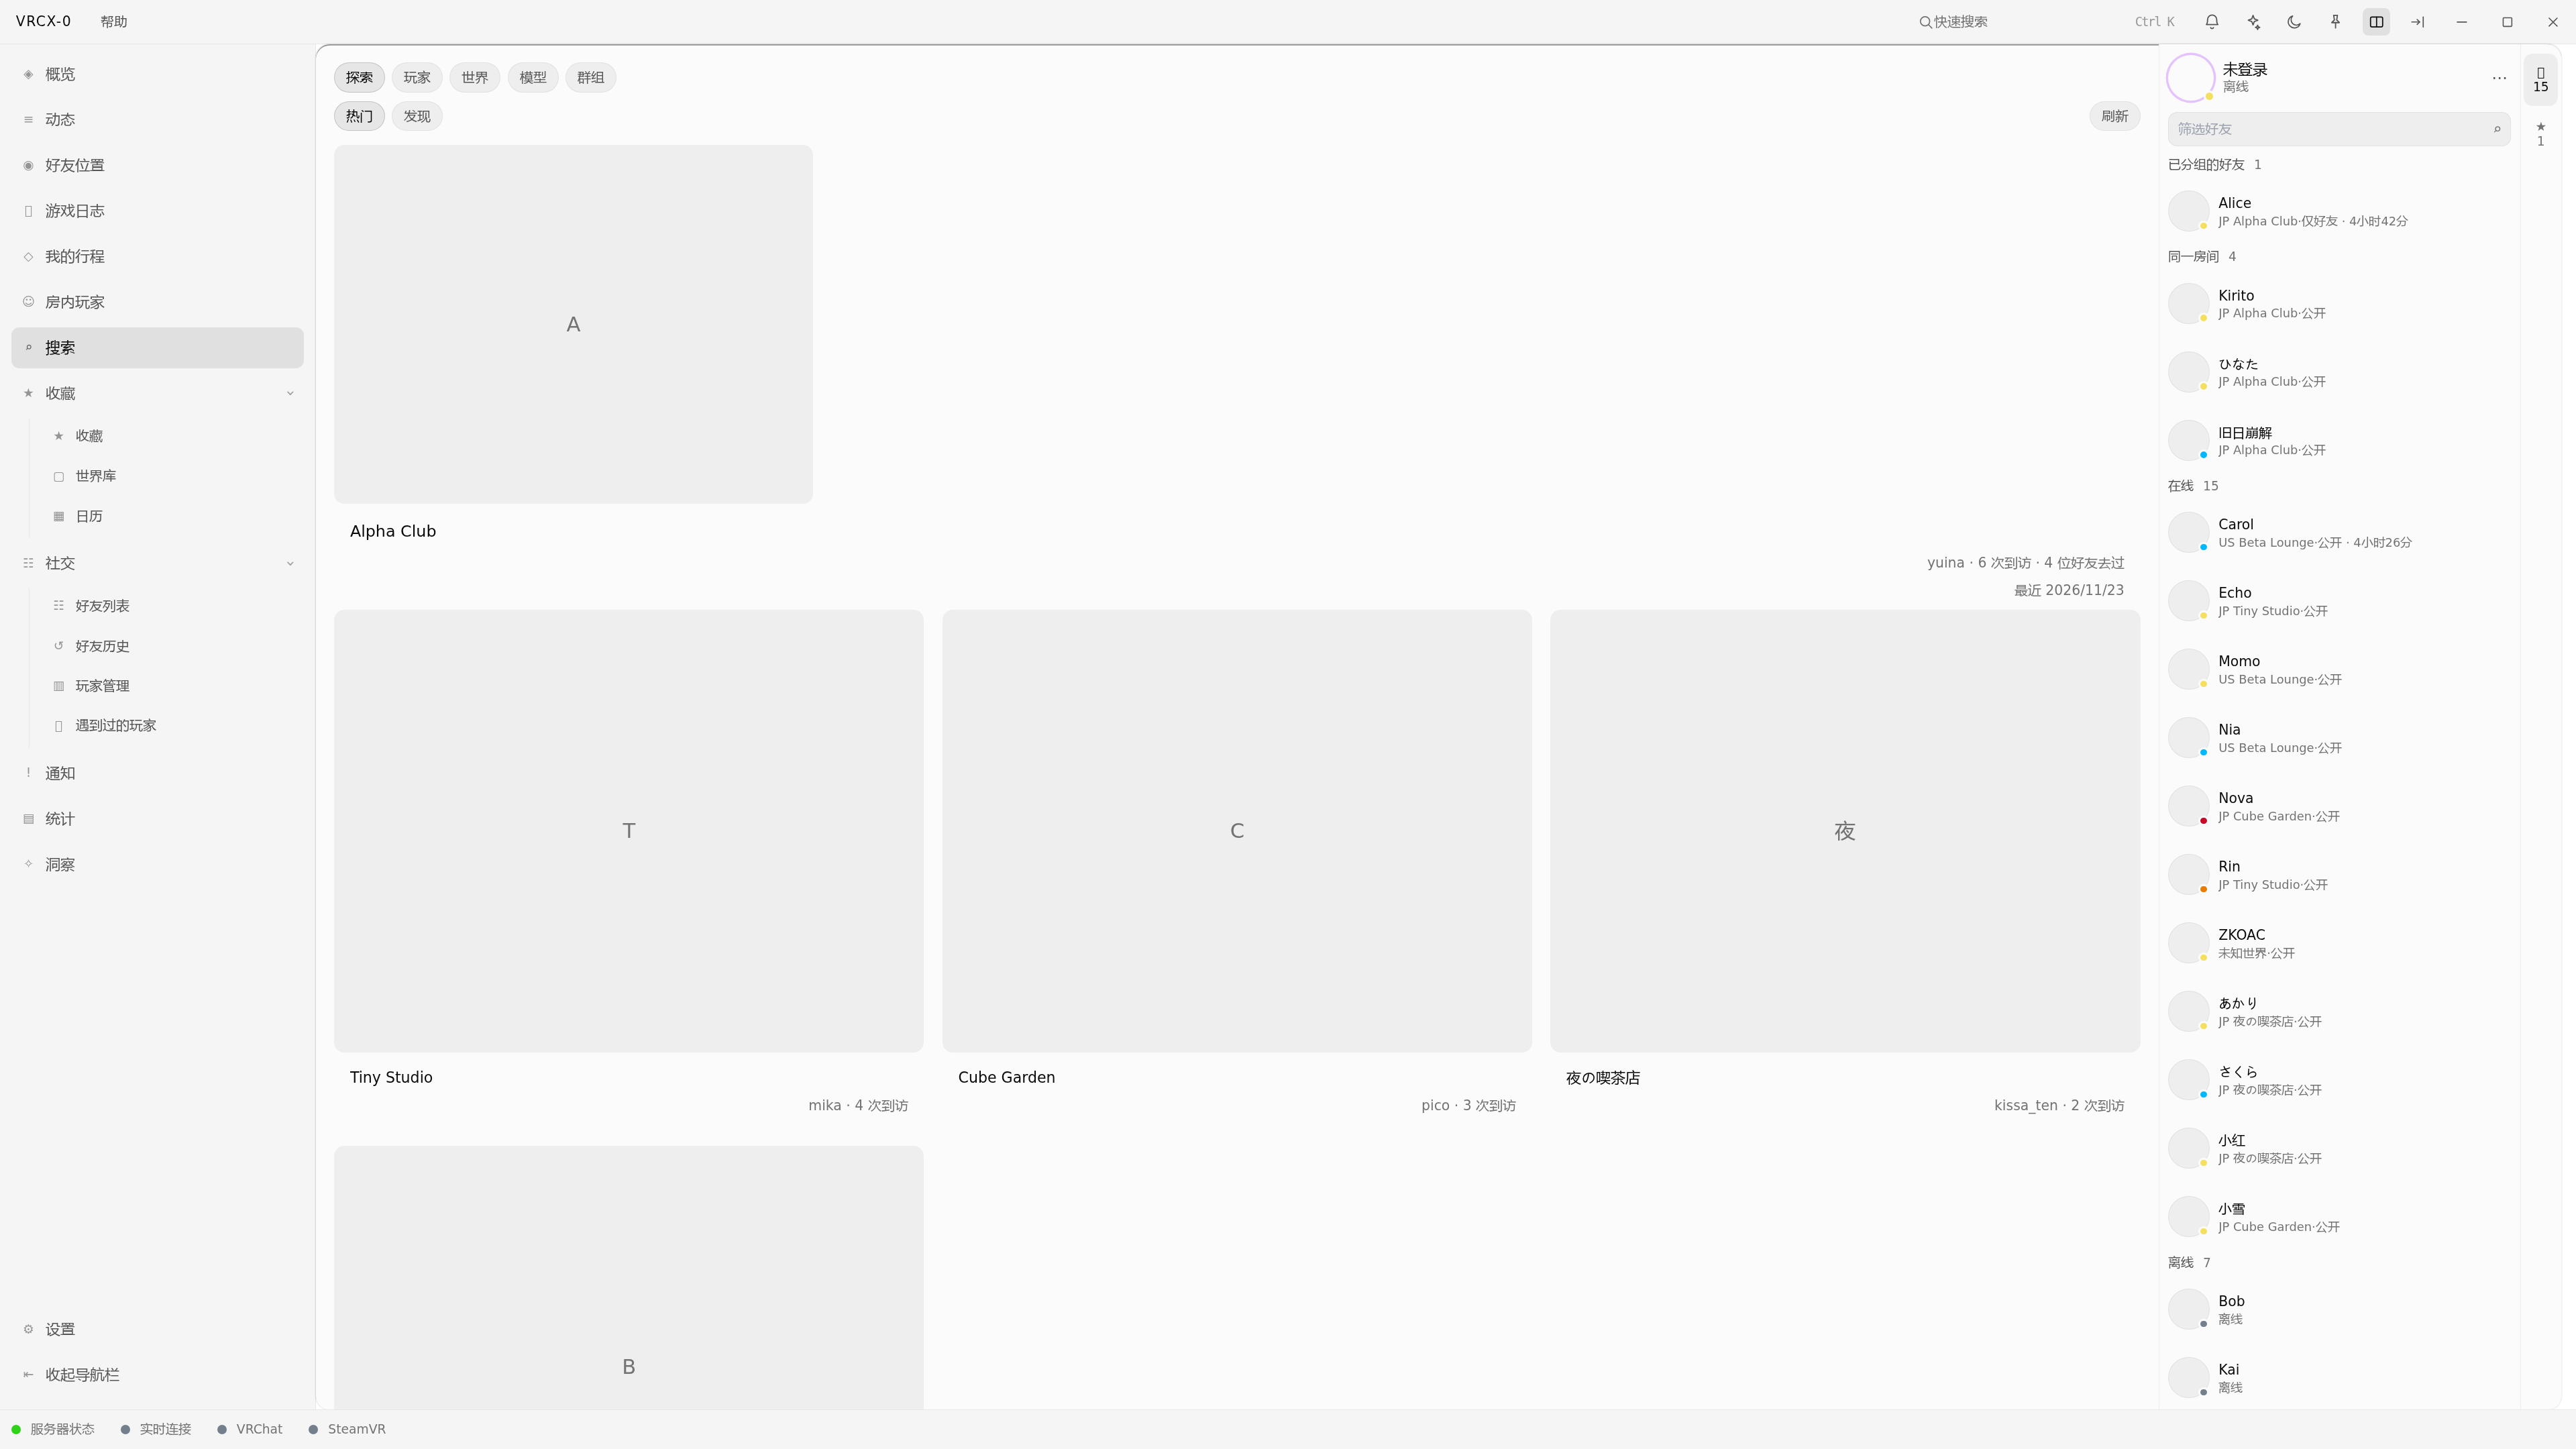 VRCX-0
帮助
快速搜索
Ctrl K
概览
动态
好友位置
游戏日志
我的行程
房内玩家
搜索
收藏
收藏
世界库
日历
社交
好友列表
好友历史
玩家管理
遇到过的玩家
通知
统计
洞察
设置
收起导航栏
探索 玩家 世界 模型 群组
热门 发现
刷新
A
Alpha Club
yuina · 6 次到访 · 4 位好友去过
最近 2026/11/23
T
Tiny Studio
mika · 4 次到访
C
Cube Garden
pico · 3 次到访
夜
夜の喫茶店
kissa_ten · 2 次到访
B
未登录
离线
...
筛选好友
已分组的好友 1
Alice
JP Alpha Club·仅好友 · 4小时42分
同一房间 4
Kirito
JP Alpha Club·公开
ひなた
JP Alpha Club·公开
旧日崩解
JP Alpha Club·公开
在线 15
Carol
US Beta Lounge·公开 · 4小时26分
Echo
JP Tiny Studio·公开
Momo
US Beta Lounge·公开
Nia
US Beta Lounge·公开
Nova
JP Cube Garden·公开
Rin
JP Tiny Studio·公开
ZKOAC
未知世界·公开
あかり
JP 夜の喫茶店·公开
さくら
JP 夜の喫茶店·公开
小红
JP 夜の喫茶店·公开
小雪
JP Cube Garden·公开
离线 7
Bob
离线
Kai
离线
15
1
服务器状态
实时连接
VRChat
SteamVR